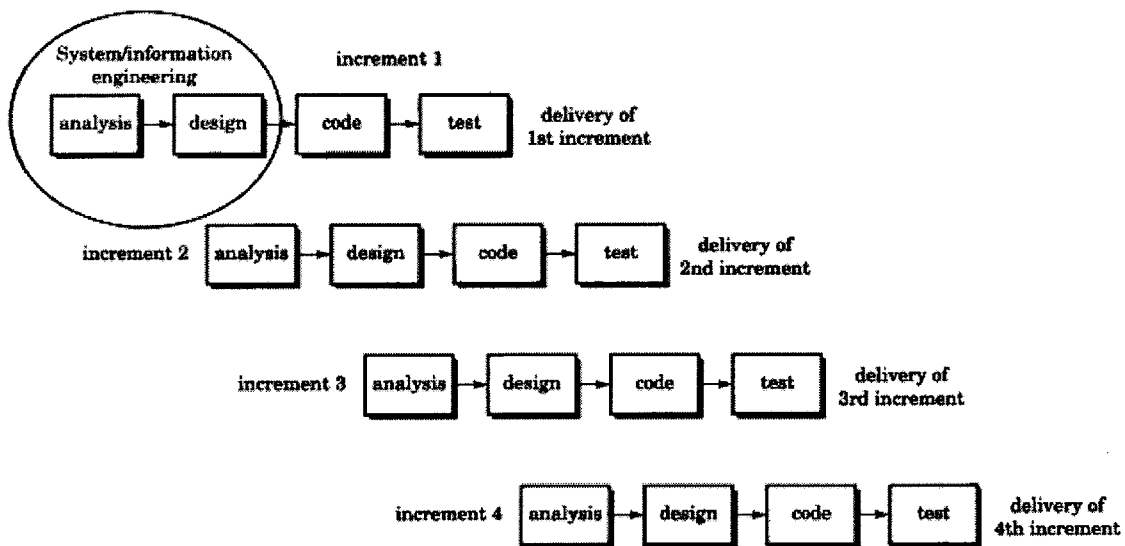 System/information
engineering
increment 1
analysis
design
code
test
delivery of
1st increment
increment 2
analysis
design
code
test
delivery of
2nd increment
increment 3
analysis
design
code
test
delivery of
3rd increment
increment 4
analysis
design
code
test
delivery of
4th increment